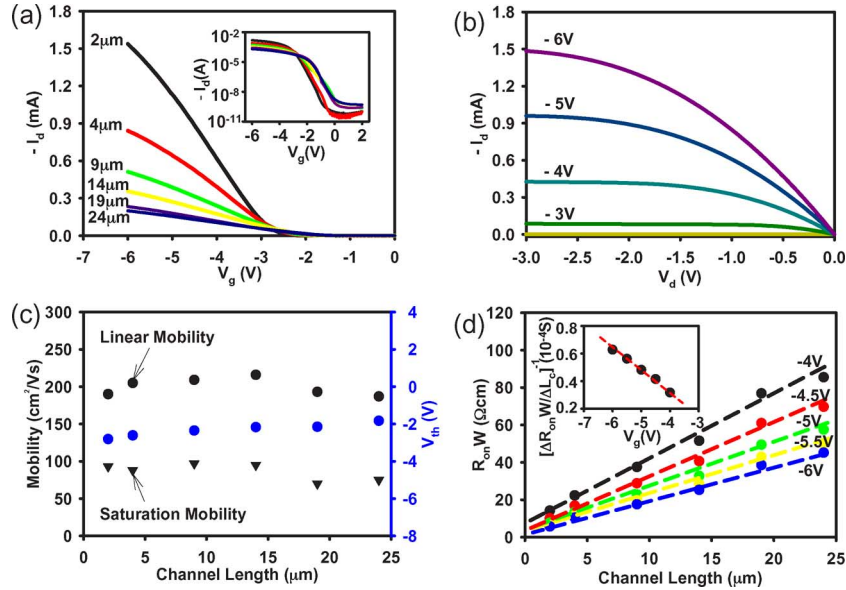 (a)
- I_d (mA)
1.8
1.5
1.2
0.9
0.6
0.3
0.0
2μm
4μm
9μm
14μm
19μm
24μm
-7 -6 -5 -4 -3 -2 -1 0
V_g (V)
- I_d(A)
10^-2
10^-5
10^-8
10^-11
-6 -4 -2 0 2
V_g(V)
(b)
- I_d (mA)
1.8
1.5
1.2
0.9
0.6
0.3
0.0
- 6V
- 5V
- 4V
- 3V
-3.0 -2.5 -2.0 -1.5 -1.0 -0.5 0.0
V_d (V)
(c)
Mobility (cm²/Vs)
300
250
200
150
100
50
0
Linear Mobility
Saturation Mobility
4
2
0
-2
-4
-6
-8
V_th (V)
0 5 10 15 20 25
Channel Length (μm)
(d)
R_onW (Ωcm)
120
100
80
60
40
20
0
[ΔR_onW/ΔL_c]^-1 (10^-4S)
0.8
0.6
0.4
0.2
-7 -6 -5 -4 -3
V_g(V)
-4V
-4.5V
-5V
-5.5V
-6V
0 5 10 15 20 25
Channel Length (μm)